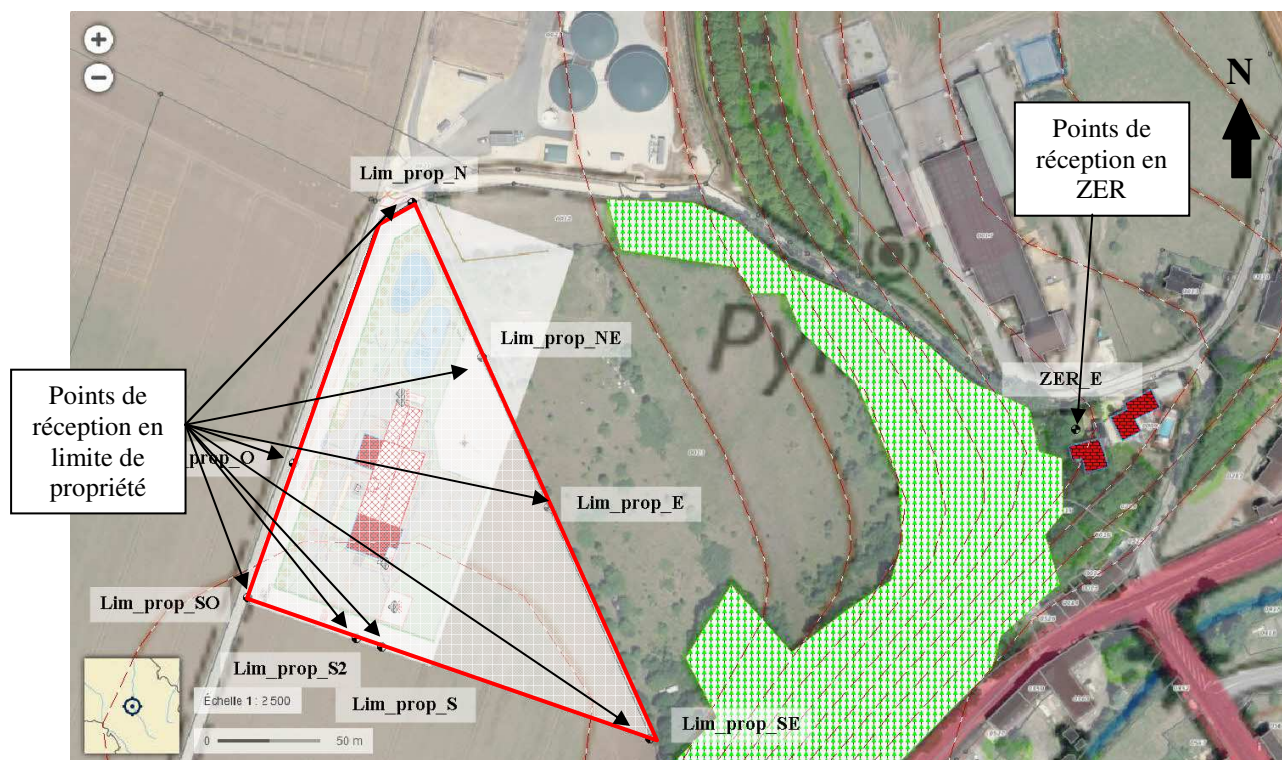 +
−
N
Points de
réception en
ZER
Lim_prop_N
Lim_prop_NE
ZER_E
Points de
réception en
limite de
propriété
prop_O
Lim_prop_E
Lim_prop_SO
Lim_prop_S2
Lim_prop_S
Lim_prop_SE
Échelle 1 : 2 500
0 50 m
Py